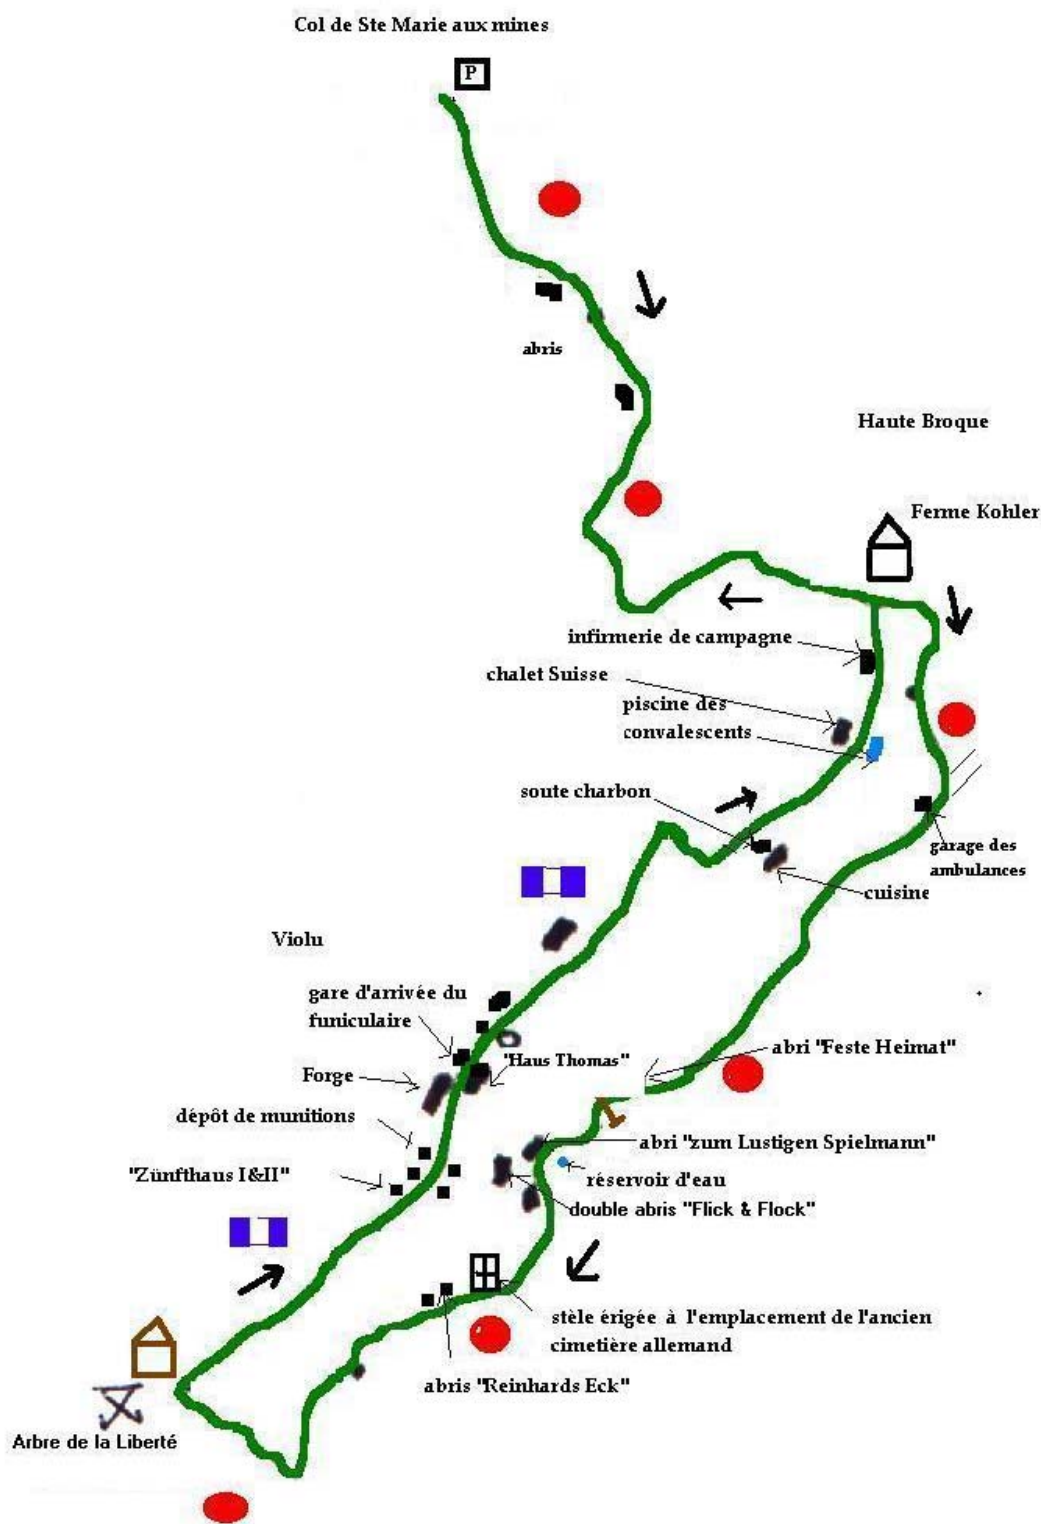 Col de Ste Marie aux mines
P
abris
Haute Broque
Ferme Kohler
infirmerie de campagne
chalet Suisse
piscine des
convalescents
soute charbon
garage des
ambulances
cuisine
Violu
gare d'arrivée du
funiculaire
"Haus Thomas"
abri "Feste Heimat"
Forge
dépôt de munitions
abri "zum Lustigen Spielmann"
"Zünfthaus I&II"
réservoir d'eau
double abris "Flick & Flock"
stèle érigée à l'emplacement de l'ancien
cimetière allemand
abris "Reinhards Eck"
Arbre de la Liberté